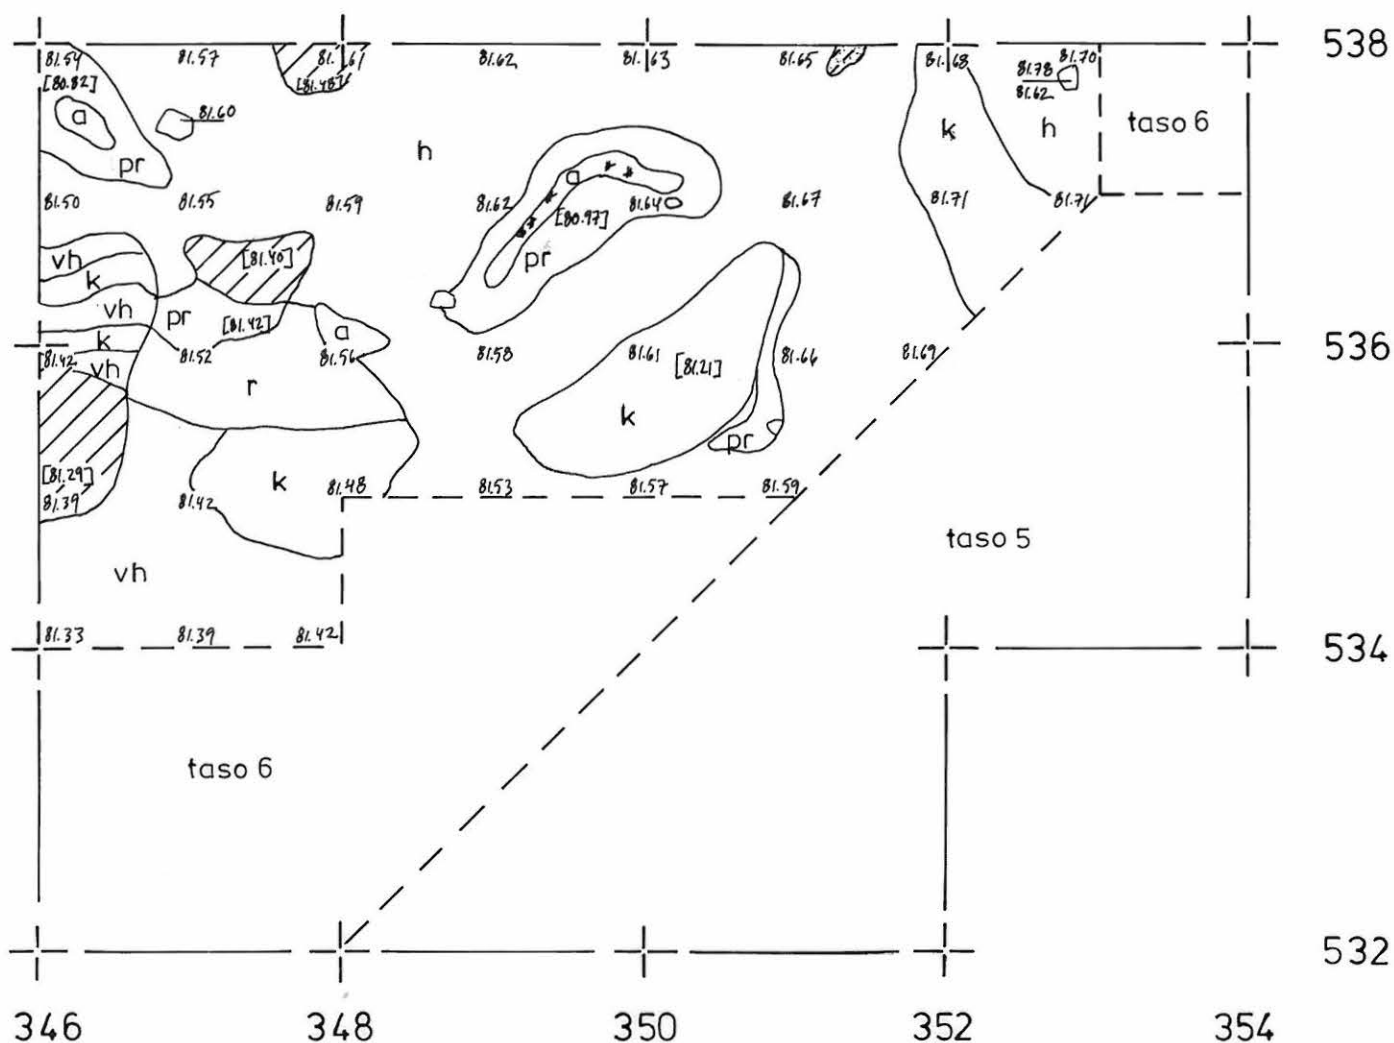 81.54 81.57 81.61 81.62 81.63 81.65 81.68 81.70 538
[80.82] [81.48] 81.78
81.62
a 81.60
k h taso 6
pr h
a
81.50 81.55 81.59 81.62 81.64 81.67 81.71 81.71
[80.97]
vh [81.40] pr
k
vh pr [81.42] a
k
81.42 81.52 81.56 81.58 81.61 81.66 81.69 536
vh r [81.21]
k
pr
[81.29] k
81.39 81.42 81.48 81.53 81.57 81.59
taso 5
vh
81.33 81.39 81.42 534
taso 6
532
346 348 350 352 354